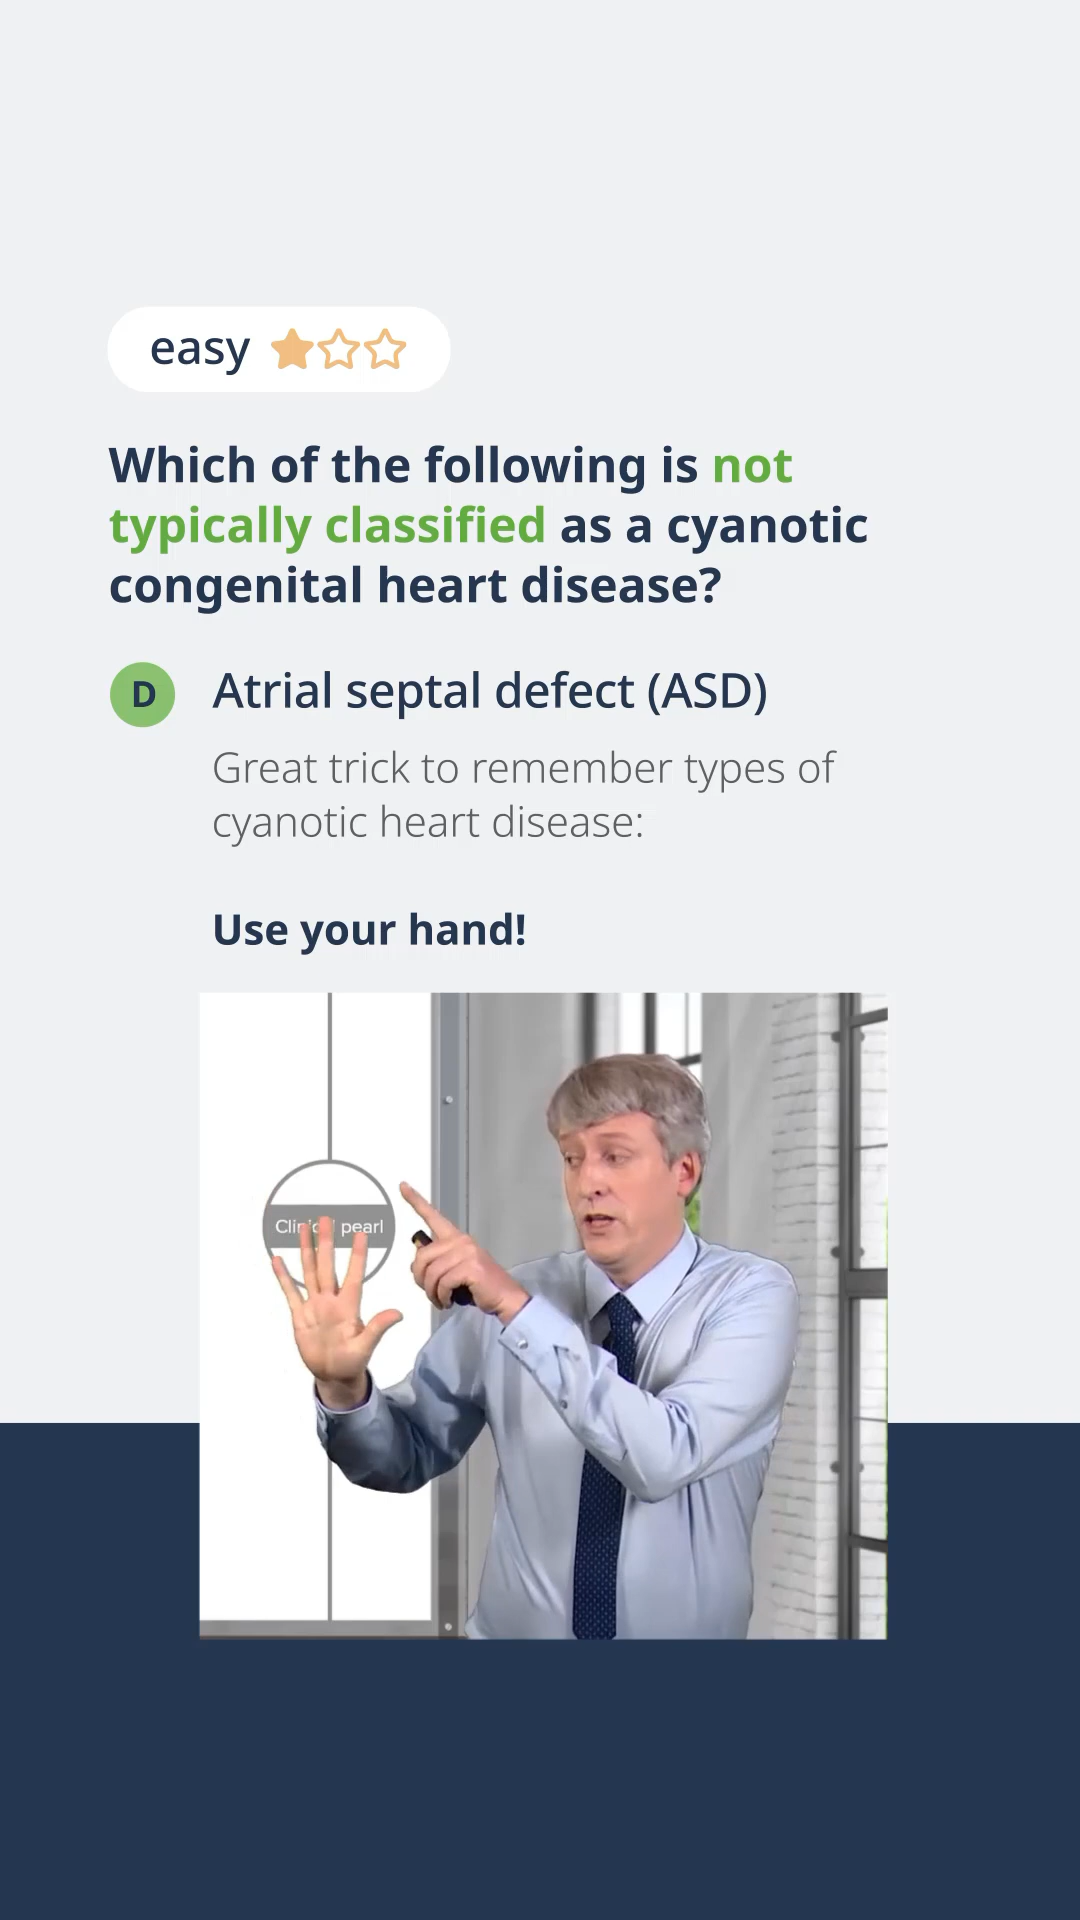 easy
Which of the following is not
typically classified as a cyanotic
congenital heart disease?
D Atrial septal defect (ASD)
Great trick to remember types of
cyanotic heart disease:
Use your hand!
Clinical pearl